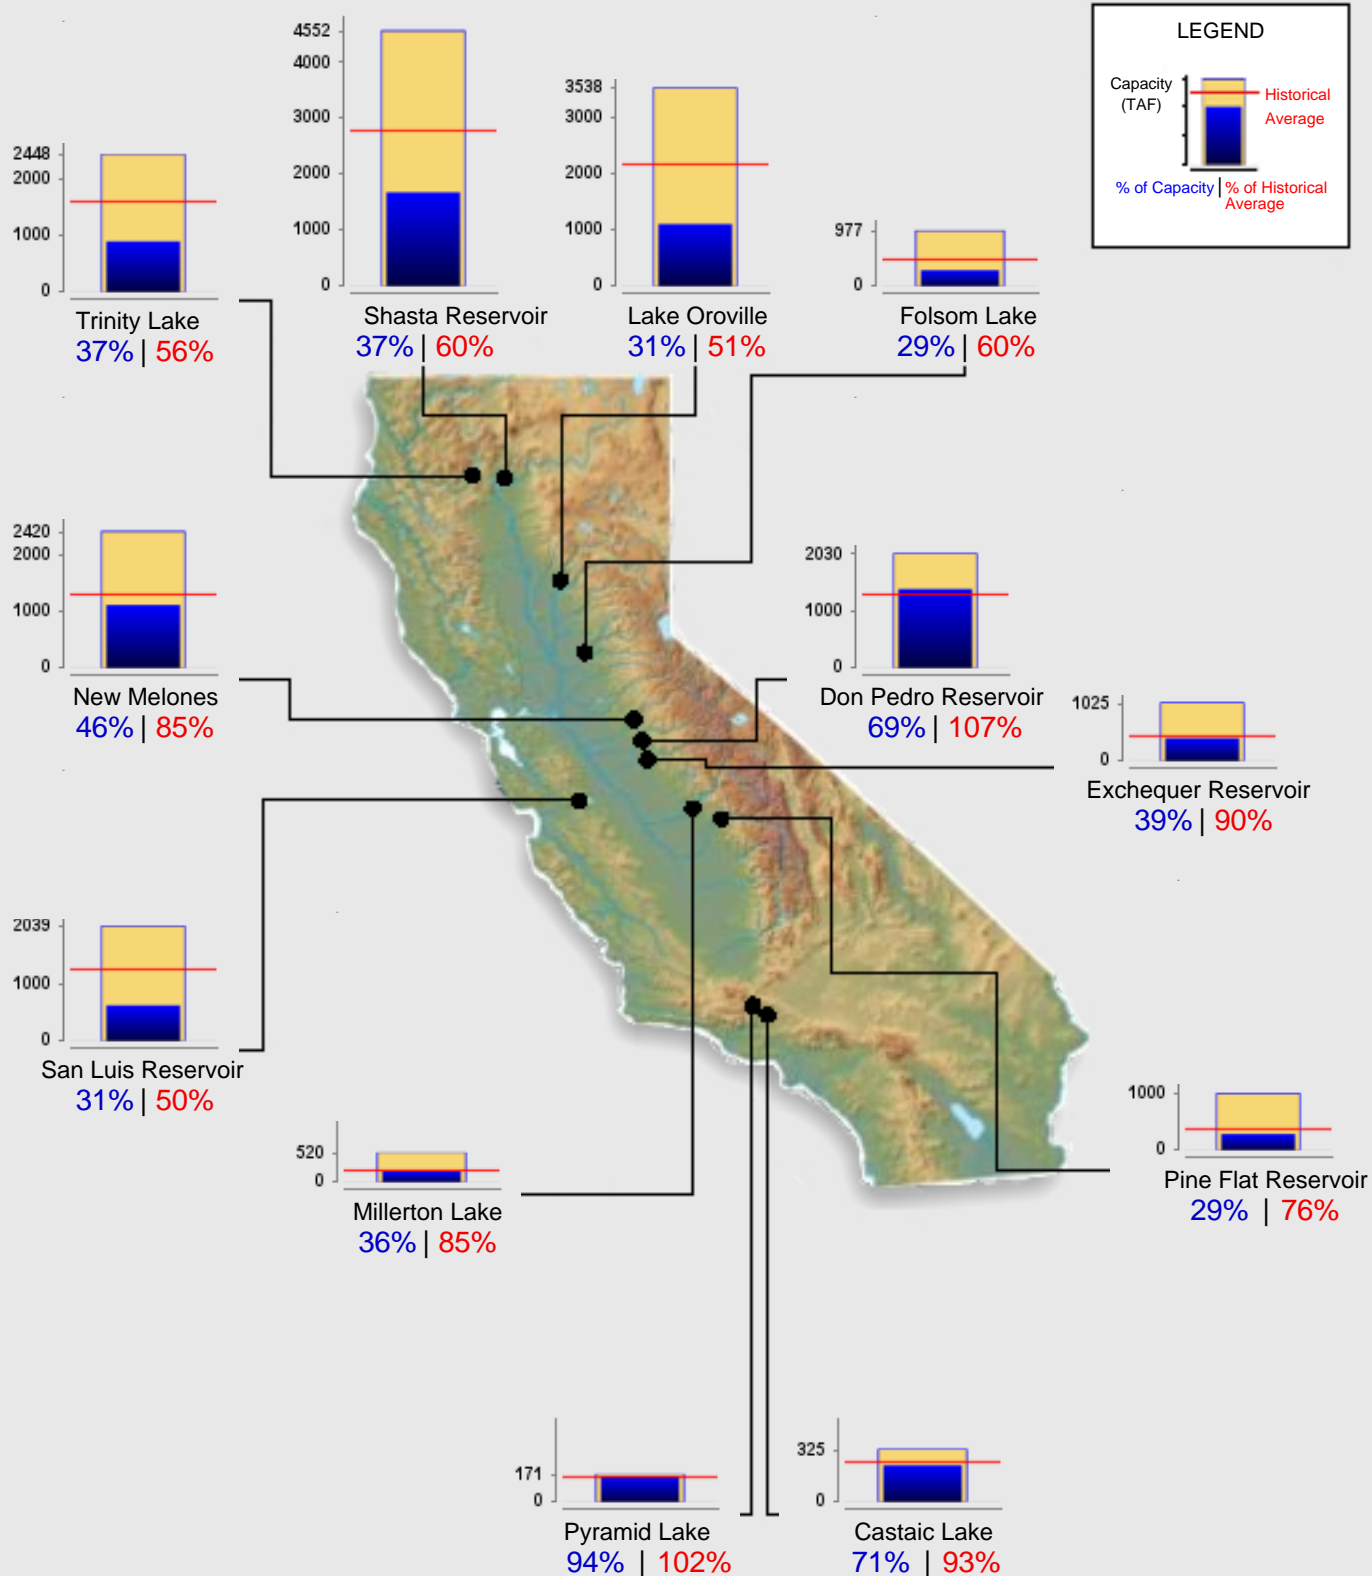 LEGEND
Capacity
(TAF)
Historical
Average
% of Capacity | % of Historical
Average
4552
4000
3000
2000
1000
0
Shasta Reservoir
37% | 60%
3538
3000
2000
1000
0
Lake Oroville
31% | 51%
2448
2000
1000
0
Trinity Lake
37% | 56%
977
0
Folsom Lake
29% | 60%
2420
2000
1000
0
New Melones
46% | 85%
2030
1000
0
Don Pedro Reservoir
69% | 107%
1025
0
Exchequer Reservoir
39% | 90%
2039
1000
0
San Luis Reservoir
31% | 50%
520
0
Millerton Lake
36% | 85%
1000
0
Pine Flat Reservoir
29% | 76%
171
0
Pyramid Lake
94% | 102%
325
0
Castaic Lake
71% | 93%